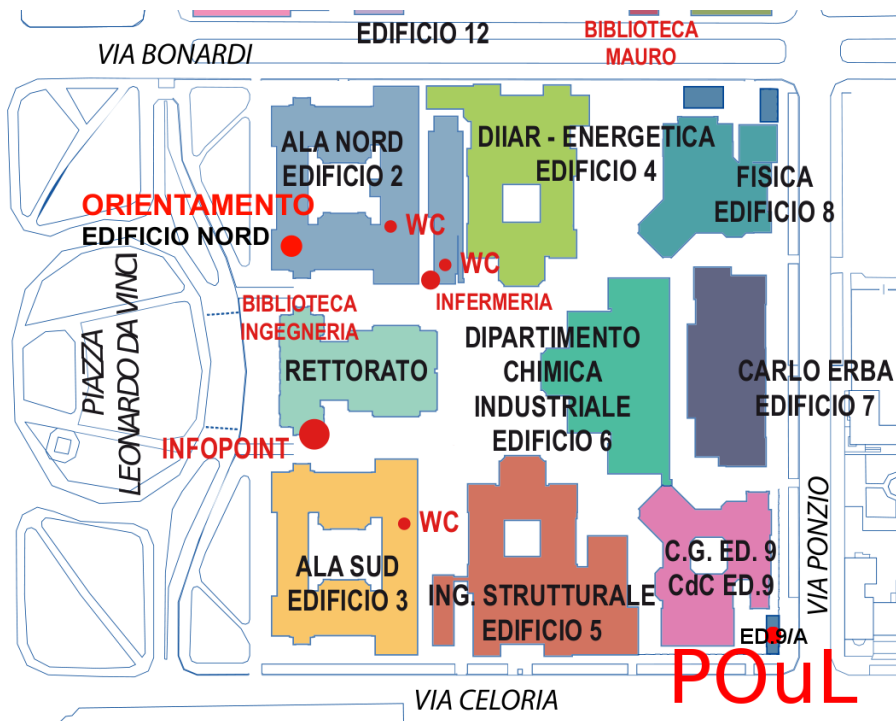 EDIFICIO 12
BIBLIOTECA
MAURO
VIA BONARDI
ALA NORD
EDIFICIO 2
DIIAR - ENERGETICA
EDIFICIO 4
FISICA
EDIFICIO 8
ORIENTAMENTO
EDIFICIO NORD
WC
WC
INFERMERIA
BIBLIOTECA
INGEGNERIA
PIAZZA
LEONARDO DA VINCI
RETTORATO
DIPARTIMENTO
CHIMICA
INDUSTRIALE
EDIFICIO 6
CARLO ERBA
EDIFICIO 7
INFOPOINT
WC
ALA SUD
EDIFICIO 3
ING. STRUTTURALE
EDIFICIO 5
C.G. ED. 9
CdC ED.9
VIA PONZIO
ED.9/A
POuL
VIA CELORIA